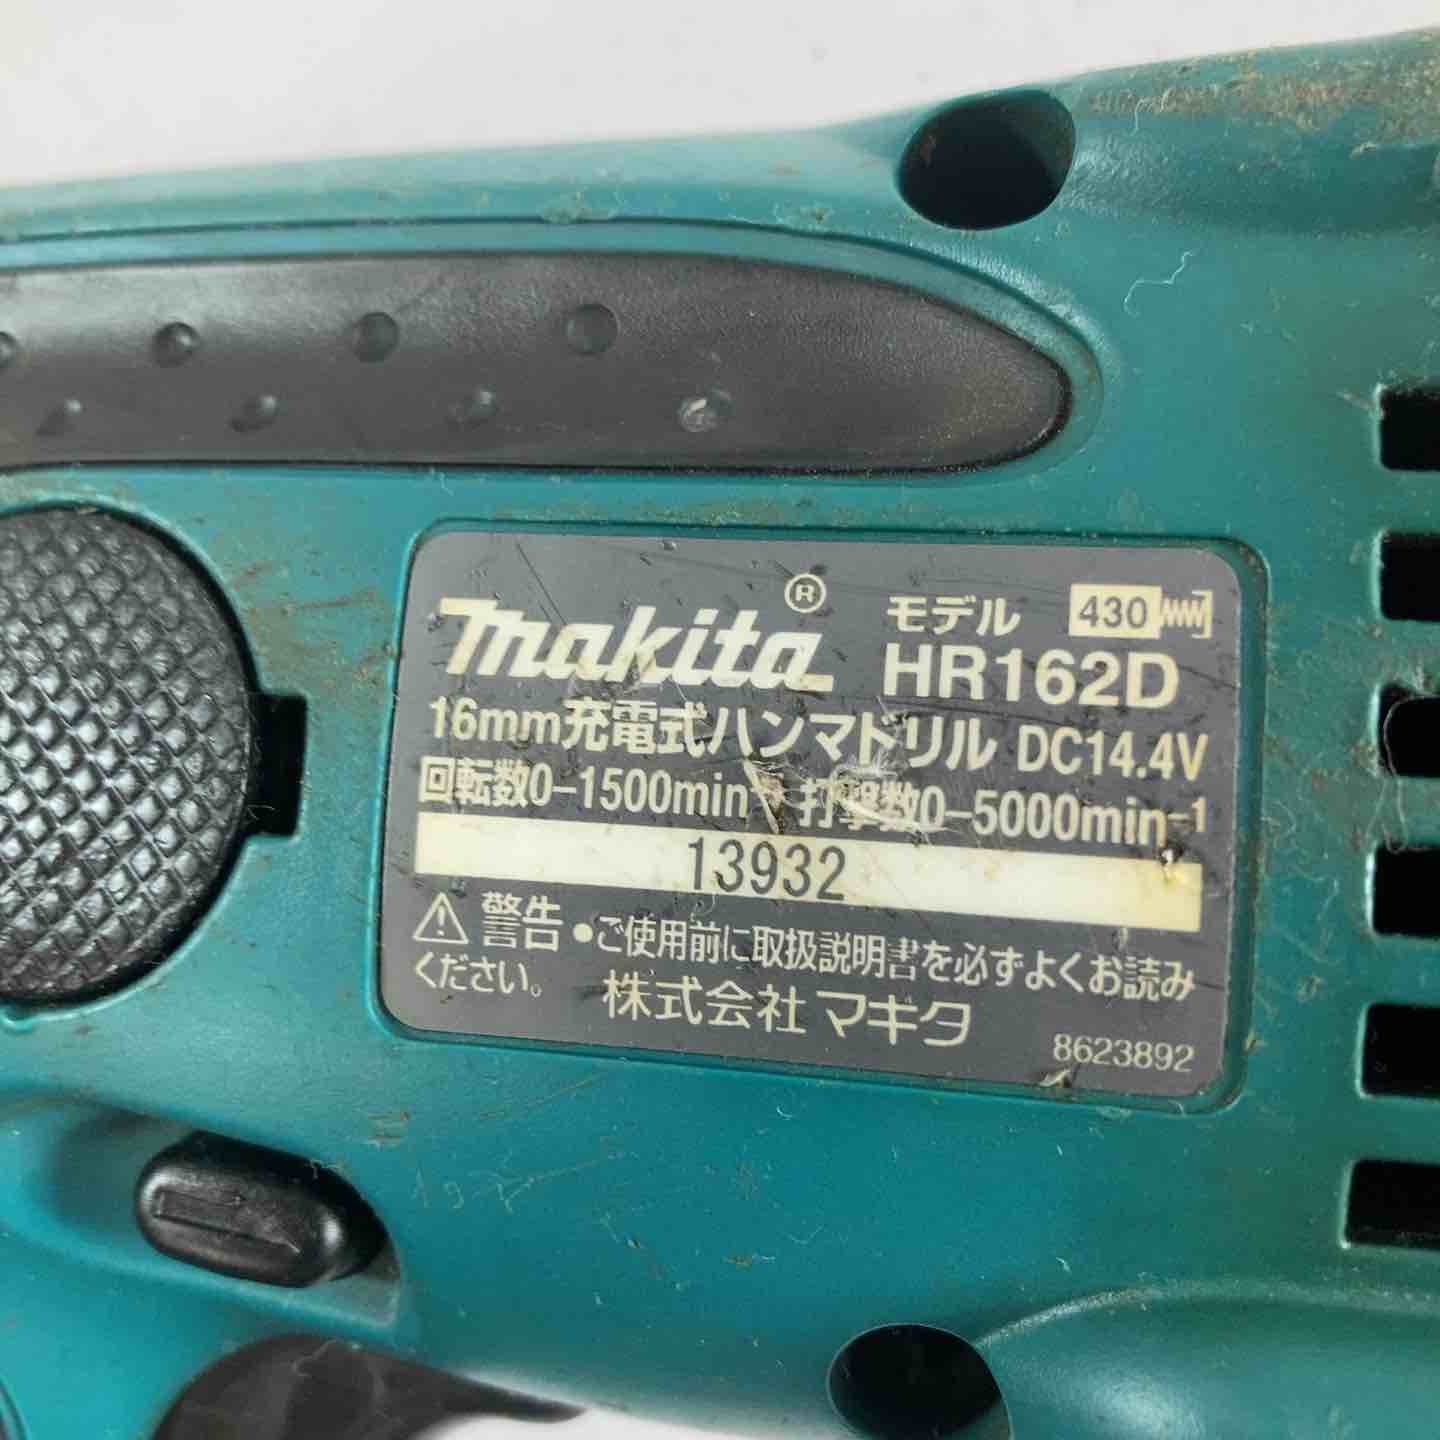 makita®
モデル 430
HR162D
16mm充電式ハンマドリル DC14.4V
回転数0-1500min 打撃数0-5000min⁻¹
13932
警告 ●ご使用前に取扱説明書を必ずよくお読み
ください。 株式会社 マキタ
8623892